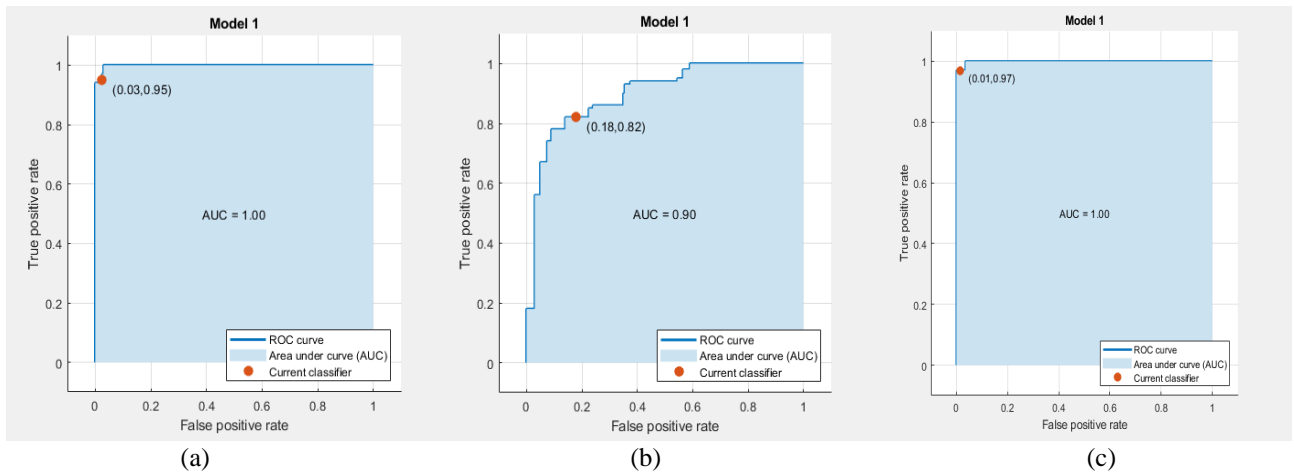 Model 1
1
0.8
0.6
0.4
0.2
0
True positive rate
(0.03,0.95)
AUC = 1.00
ROC curve
Area under curve (AUC)
Current classifier
0 0.2 0.4 0.6 0.8 1
False positive rate
(a)
Model 1
1
0.8
0.6
0.4
0.2
0
True positive rate
(0.18,0.82)
AUC = 0.90
ROC curve
Area under curve (AUC)
Current classifier
0 0.2 0.4 0.6 0.8 1
False positive rate
(b)
Model 1
1
0.8
0.6
0.4
0.2
0
True positive rate
(0.01,0.97)
AUC = 1.00
ROC curve
Area under curve (AUC)
Current classifier
0 0.2 0.4 0.6 0.8 1
False positive rate
(c)